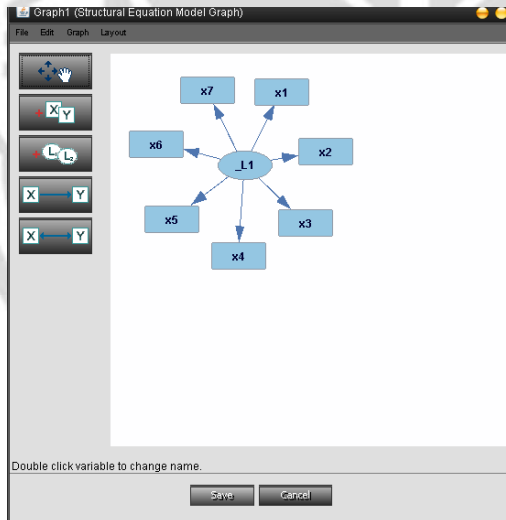 Graph1 (Structural Equation Model Graph)
File Edit Graph Layout
X Y
L L₂
X Y
X Y
x7 x1
x6 x2
_L1
x5 x3
x4
Double click variable to change name.
Save Cancel